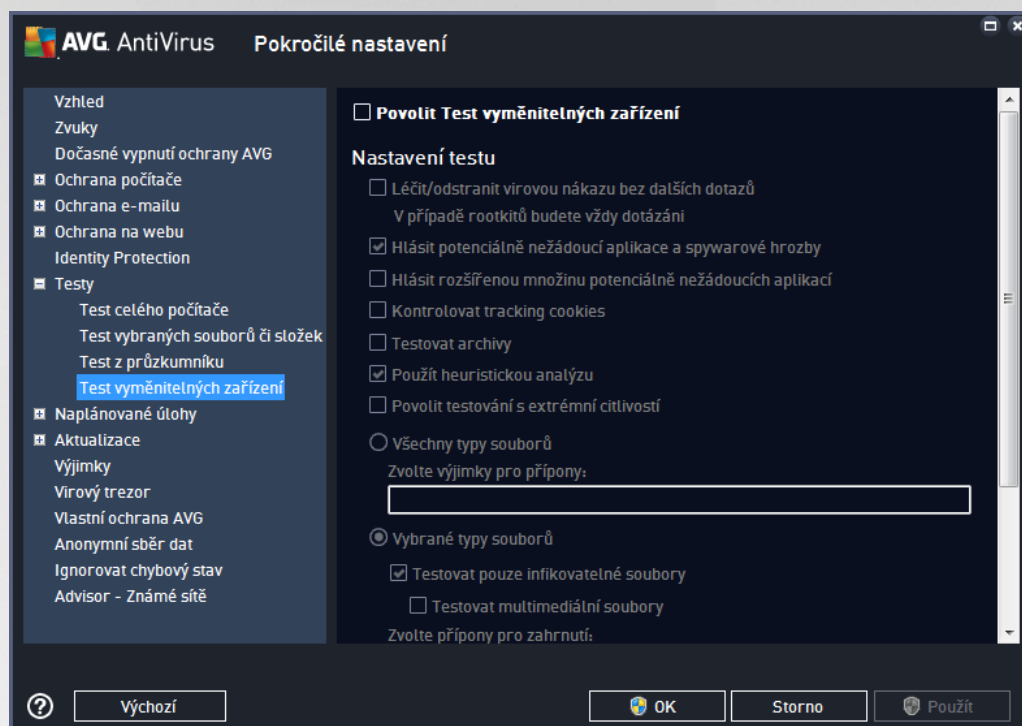 AVG. AntiVirus Pokročilé nastavení
Vzhled
Zvuky
Dočasné vypnutí ochrany AVG
Ochrana počítače
Ochrana e-mailu
Ochrana na webu
Identity Protection
Testy
Test celého počítače
Test vybraných souborů či složek
Test z průzkumníku
Test vyměnitelných zařízení
Naplánované úlohy
Aktualizace
Výjimky
Virový trezor
Vlastní ochrana AVG
Anonymní sběr dat
Ignorovat chybový stav
Advisor - Známé sítě
Povolit Test vyměnitelných zařízení
Nastavení testu
Léčit/odstranit virovou nákazu bez dalších dotazů
V případě rootkitů budete vždy dotázáni
Hlásit potenciálně nežádoucí aplikace a spywarové hrozby
Hlásit rozšířenou množinu potenciálně nežádoucích aplikací
Kontrolovat tracking cookies
Testovat archivy
Použít heuristickou analýzu
Povolit testování s extrémní citlivostí
Všechny typy souborů
Zvolte výjimky pro přípony:
Vybrané typy souborů
Testovat pouze infikovatelné soubory
Testovat multimediální soubory
Zvolte přípony pro zahrnutí:
? Výchozí OK Storno Použít